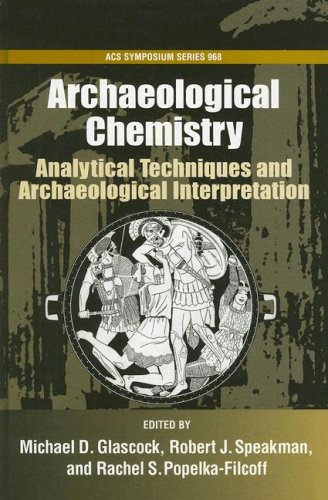 ACS SYMPOSIUM SERIES 968
Archaeological
Chemistry
Analytical Techniques and
Archaeological Interpretation
EDITED BY
Michael D. Glascock, Robert J. Speakman,
and Rachel S. Popelka-Filcoff